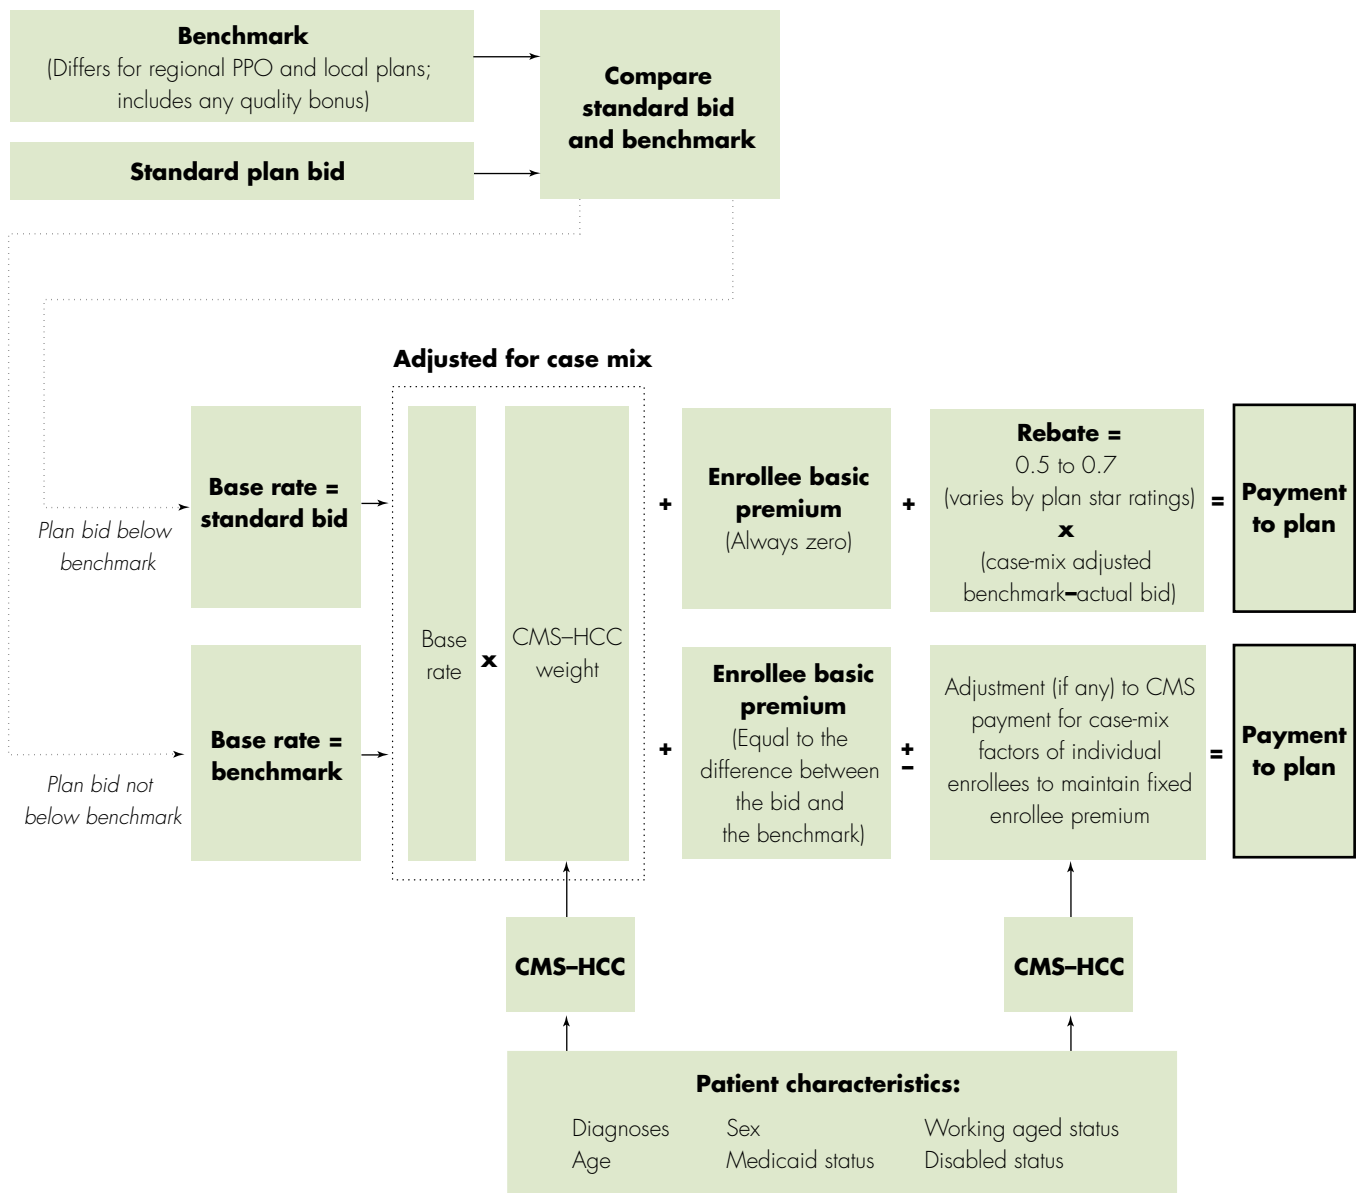 Benchmark
(Differs for regional PPO and local plans;
includes any quality bonus)
Standard plan bid
Compare
standard bid
and benchmark
Adjusted for case mix
Plan bid below
benchmark
Base rate =
standard bid
Plan bid not
below benchmark
Base rate =
benchmark
Base
rate
x
CMS–HCC
weight
+
Enrollee basic
premium
(Always zero)
+
Rebate =
0.5 to 0.7
(varies by plan star ratings)
x
(case-mix adjusted
benchmark–actual bid)
=
Payment
to plan
+
Enrollee basic
premium
(Equal to the
difference between
the bid and
the benchmark)
+
–
Adjustment (if any) to CMS
payment for case-mix
factors of individual
enrollees to maintain fixed
enrollee premium
=
Payment
to plan
CMS–HCC
CMS–HCC
Patient characteristics:
Diagnoses Sex Working aged status
Age Medicaid status Disabled status